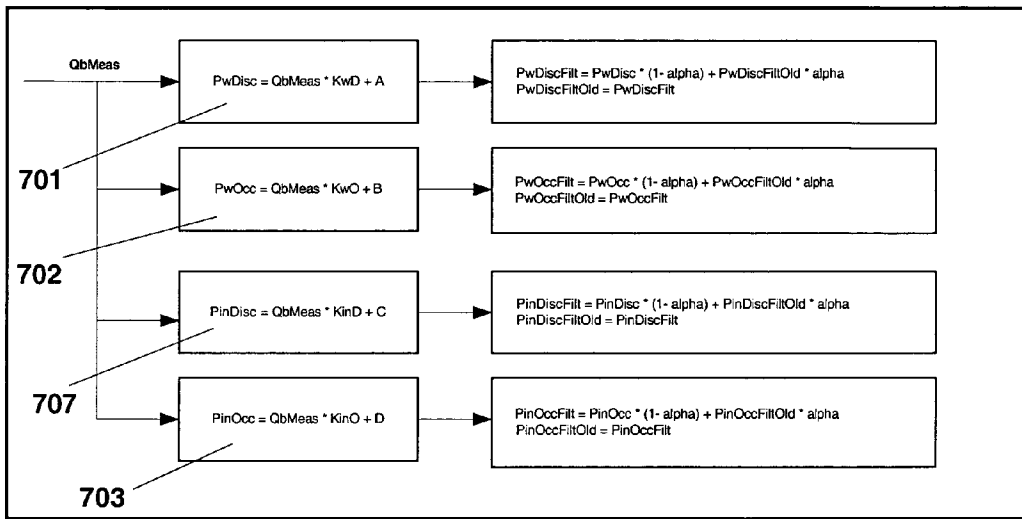 QbMeas
PwDisc = QbMeas * KwD + A
PwDiscFilt = PwDisc * (1- alpha) + PwDiscFiltOld * alpha
PwDiscFiltOld = PwDiscFilt
701
PwOcc = QbMeas * KwO + B
PwOccFilt = PwOcc * (1- alpha) + PwOccFiltOld * alpha
PwOccFiltOld = PwOccFilt
702
PinDisc = QbMeas * KinD + C
PinDiscFilt = PinDisc * (1- alpha) + PinDiscFiltOld * alpha
PinDiscFiltOld = PinDiscFilt
707
PinOcc = QbMeas * KinO + D
PinOccFilt = PinOcc * (1- alpha) + PinOccFiltOld * alpha
PinOccFiltOld = PinOccFilt
703